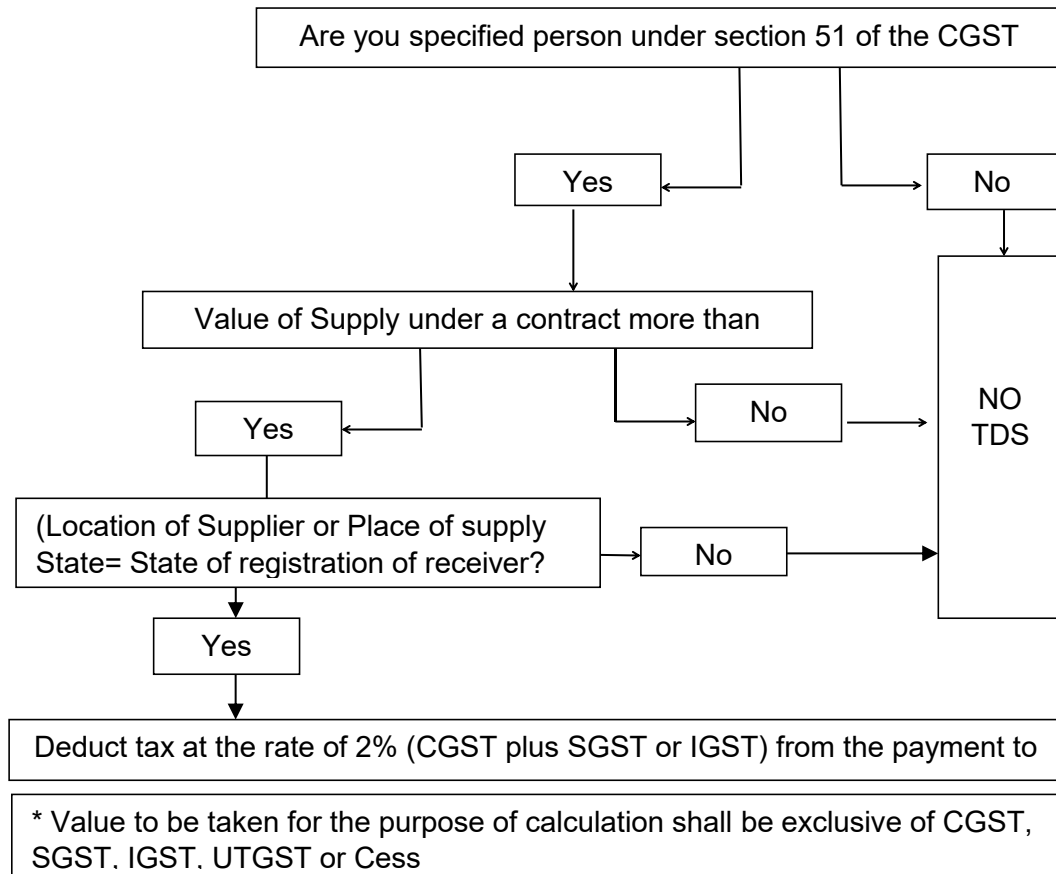 Are you specified person under section 51 of the CGST
Yes
No
Value of Supply under a contract more than
NO
TDS
No
Yes
(Location of Supplier or Place of supply
State= State of registration of receiver?
No
Yes
Deduct tax at the rate of 2% (CGST plus SGST or IGST) from the payment to
* Value to be taken for the purpose of calculation shall be exclusive of CGST,
SGST, IGST, UTGST or Cess